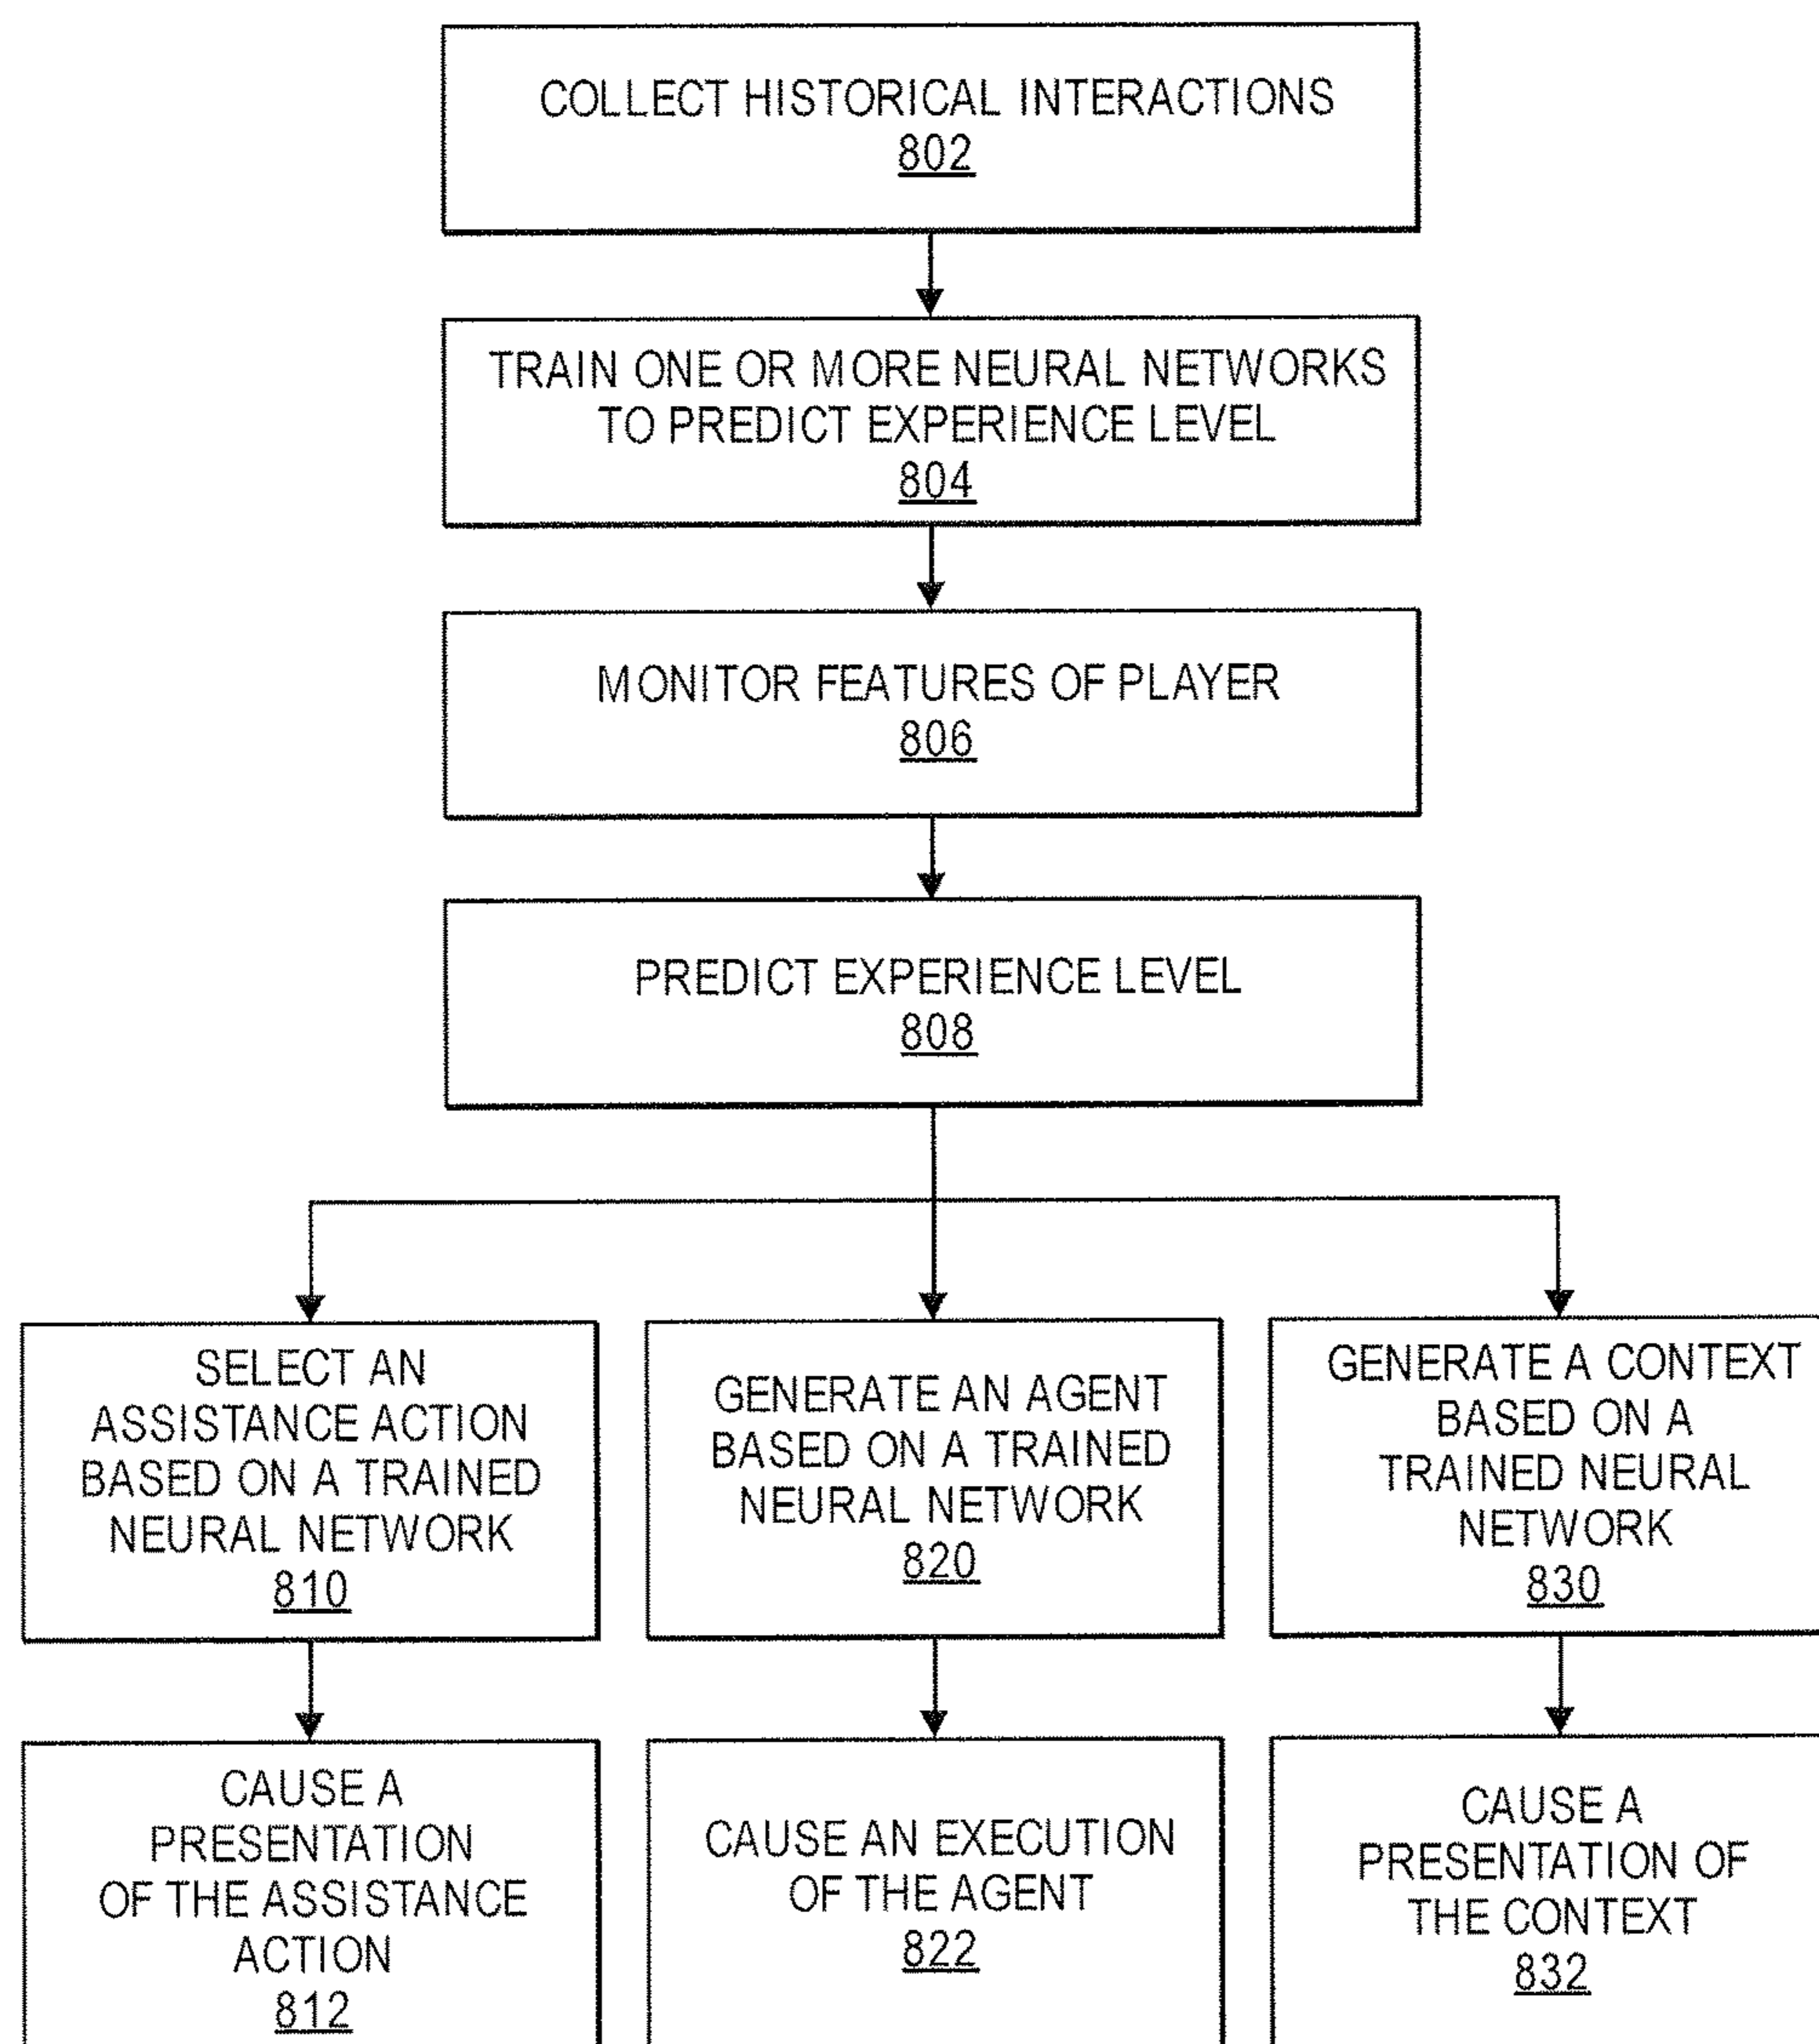 COLLECT HISTORICAL INTERACTIONS
802
TRAIN ONE OR MORE NEURAL NETWORKS
TO PREDICT EXPERIENCE LEVEL
804
MONITOR FEATURES OF PLAYER
806
PREDICT EXPERIENCE LEVEL
808
SELECT AN
ASSISTANCE ACTION
BASED ON A TRAINED
NEURAL NETWORK
810
GENERATE AN AGENT
BASED ON A TRAINED
NEURAL NETWORK
820
GENERATE A CONTEXT
BASED ON A
TRAINED NEURAL
NETWORK
830
CAUSE A
PRESENTATION
OF THE ASSISTANCE
ACTION
812
CAUSE AN EXECUTION
OF THE AGENT
822
CAUSE A
PRESENTATION OF
THE CONTEXT
832